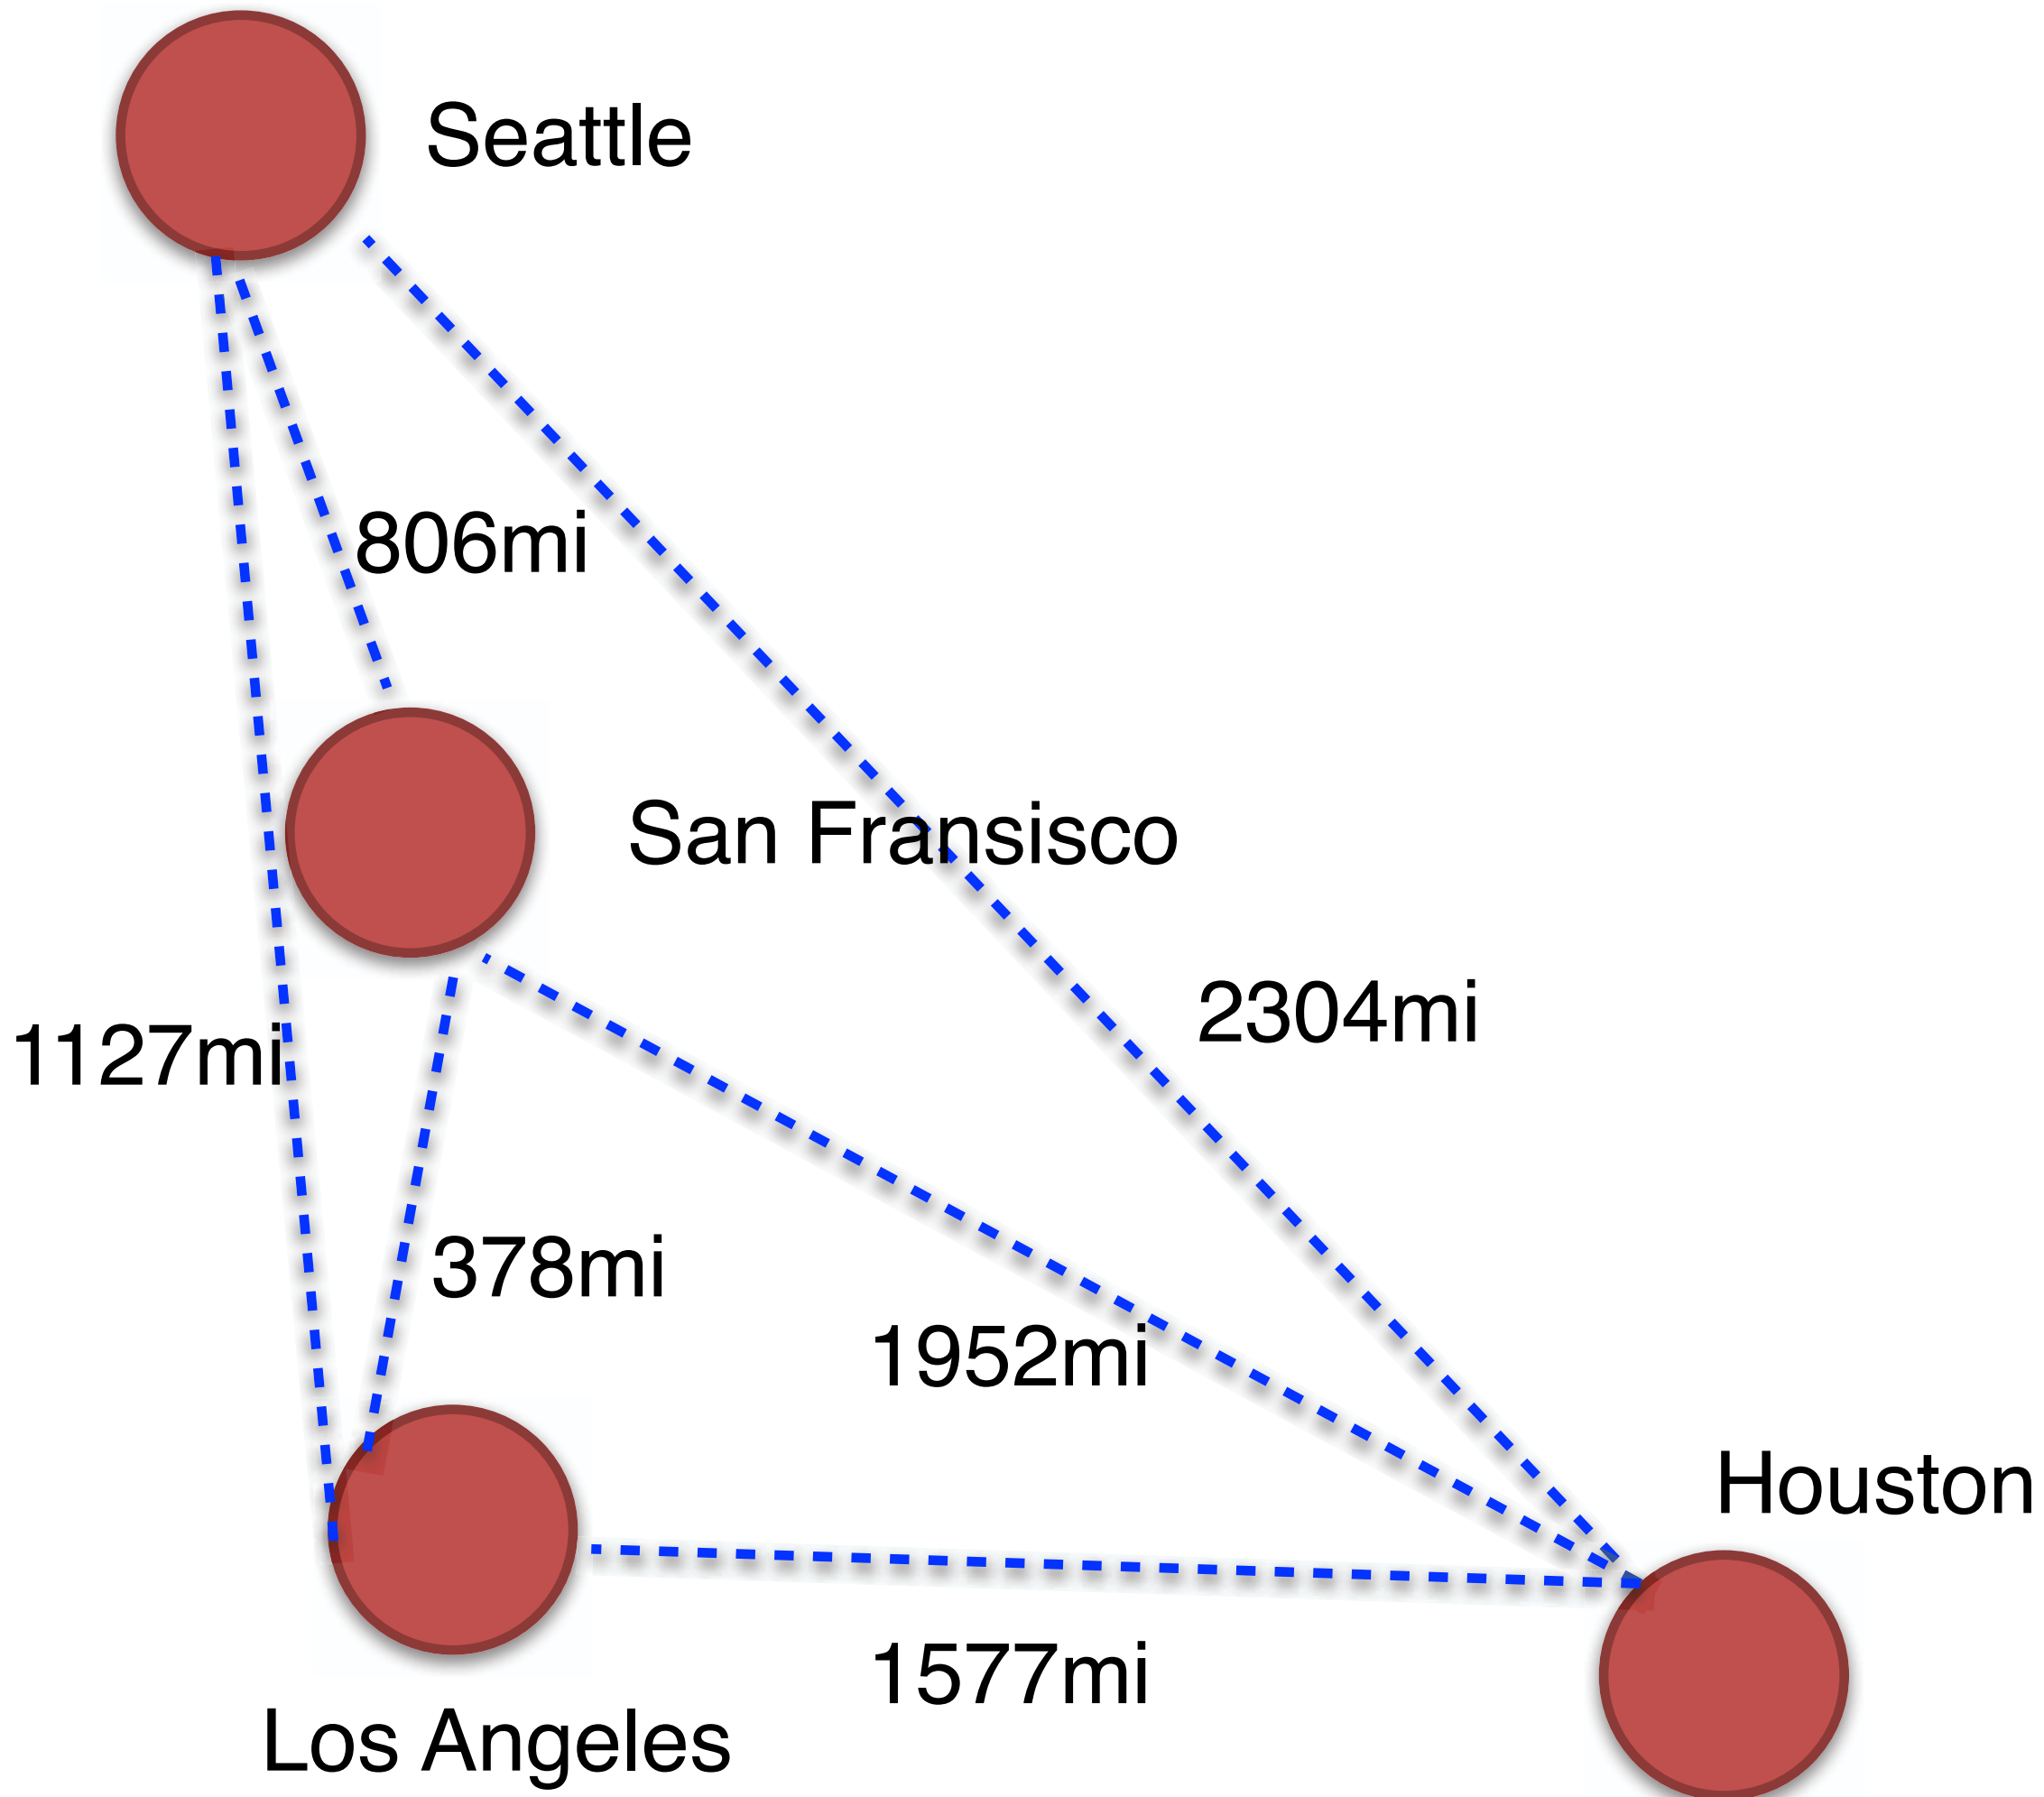 Seattle
806mi
San Fransisco
2304mi
1127mi
378mi
1952mi
Houston
1577mi
Los Angeles